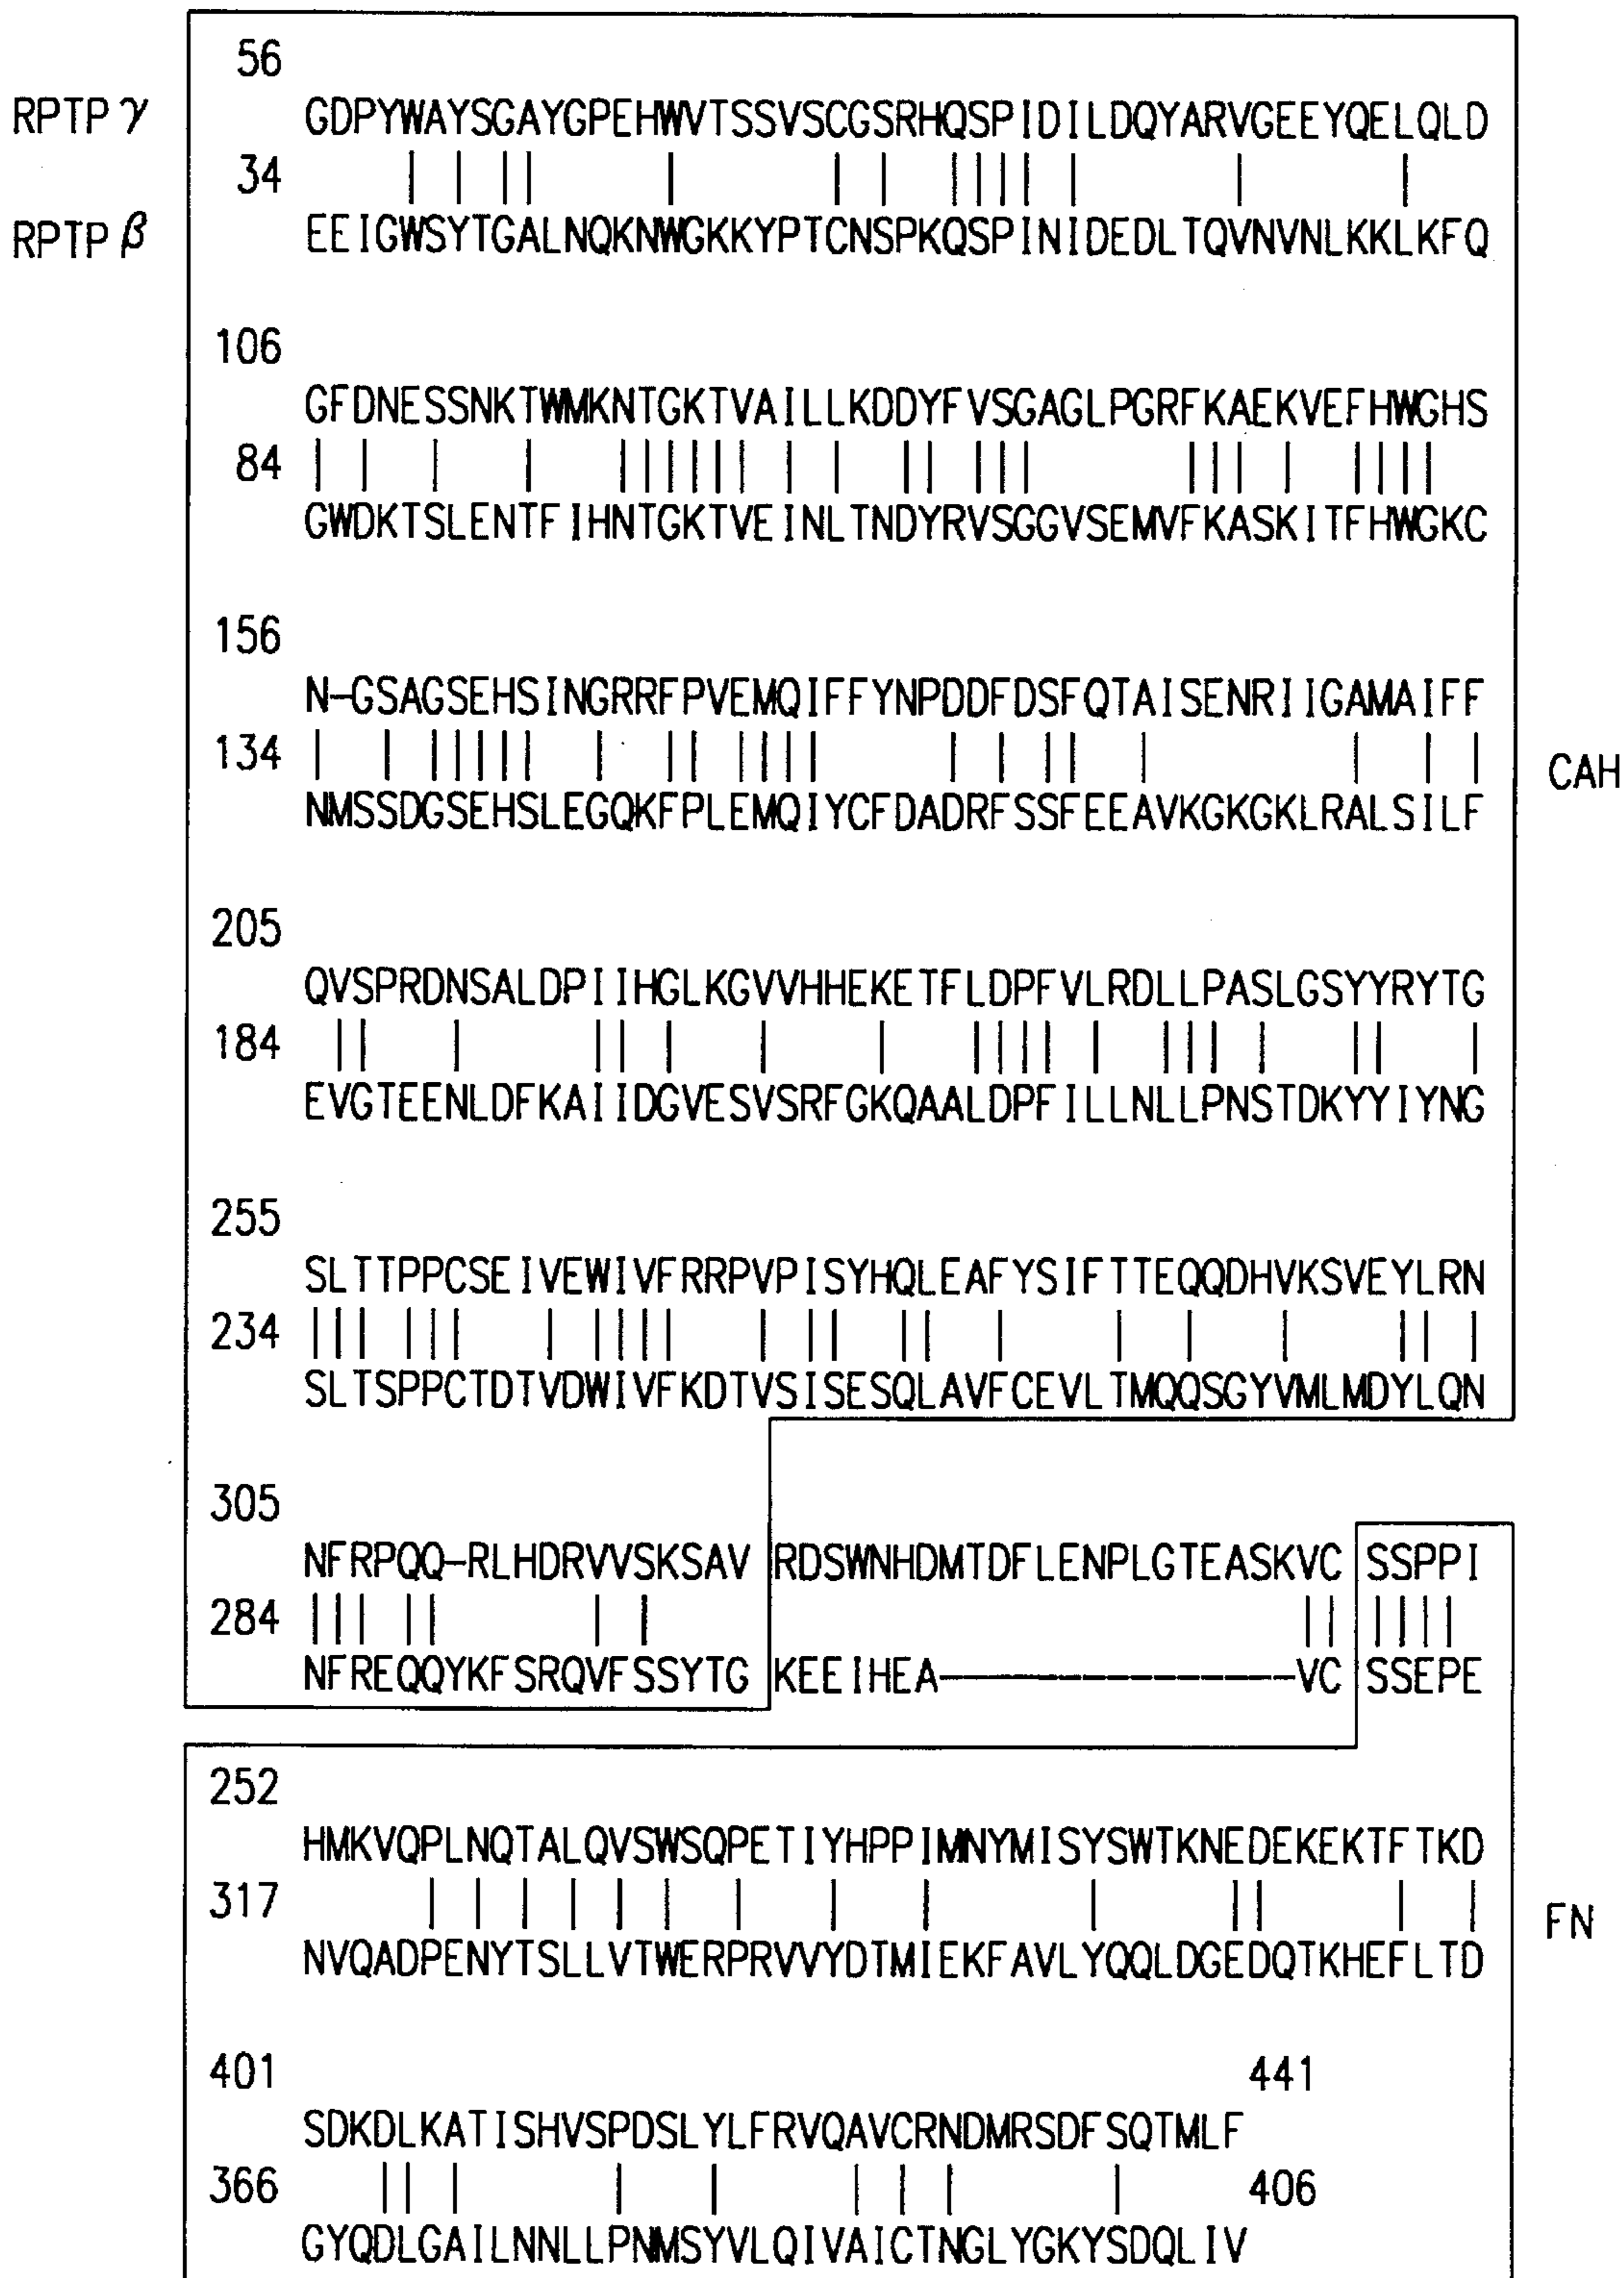 56
RPTP γ GDPYWAYSGAYGPEHWVTSSVSCGSRHQSPIDILDQYARVGEEYQELQLD
34
RPTP β EEIGWSYTGALNQKNWGKKYPTCNSPKQSPINIDEDLTQVNVNLKKLKFQ
106
GFDNESSNKTWMKNTGKTVAILLKDDYFVSGAGLPGRFKAEKVEFHWGHS
84
GWDKTSLENTFIHNTGKTVEINLTNDYRVSGGVSEMVFKASKITFHWGKC
156
N-GSAGSEHSINGRRFPVEMQIFFYNPDDFDSFQTAISENRIIGAMAIFF
134
NMSSDGSEHSLEGQKFPLEMQIYCFDADRFSSFEEAVKGKGKLRALSILF
CAH
205
QVSPRDNSALDPIIHGLKGVVHHEKETFLDPFVLRDLLPASLGSYYRYTG
184
EVGTEENLDFKAIIDGVESVSRFGKQAALDPFILLNLLPNSTDKYYIYNG
255
SLTTPPCSEIVEWIVFRRPVPISYHQLEAFYSIFTTEQQDHVKSVEYLRN
234
SLTSPPCTDTVDWIVFKDTVSISESQLAVFCEVLTMQQSGYVMLMDYLQN
305
NFRPQQ-RLHDRVVSKSAV RDSWNHDMTDFLENPLGTEASKVC SSPPI
284
NFREQQYKFSRQVFSSYTG KEEIHEA---------------VC SSEPE
252
HMKVQPLNQTALQVSWSQPETIYHPPIMNYMISYSWTKNEDEKEKTFTKD
317
NVQADPENYTSLLVTWERPRVVYDTMIEKFAVLYQQLDGEDQTKHEFLTD
FN
401 441
SDKDLKATISHVSPDSLYLFRVQAVCRNDMRSDFSQTMLF
366 406
GYQDLGAILNNLLPNMSYVLQIVAICTNGLYGKYSDQLIV